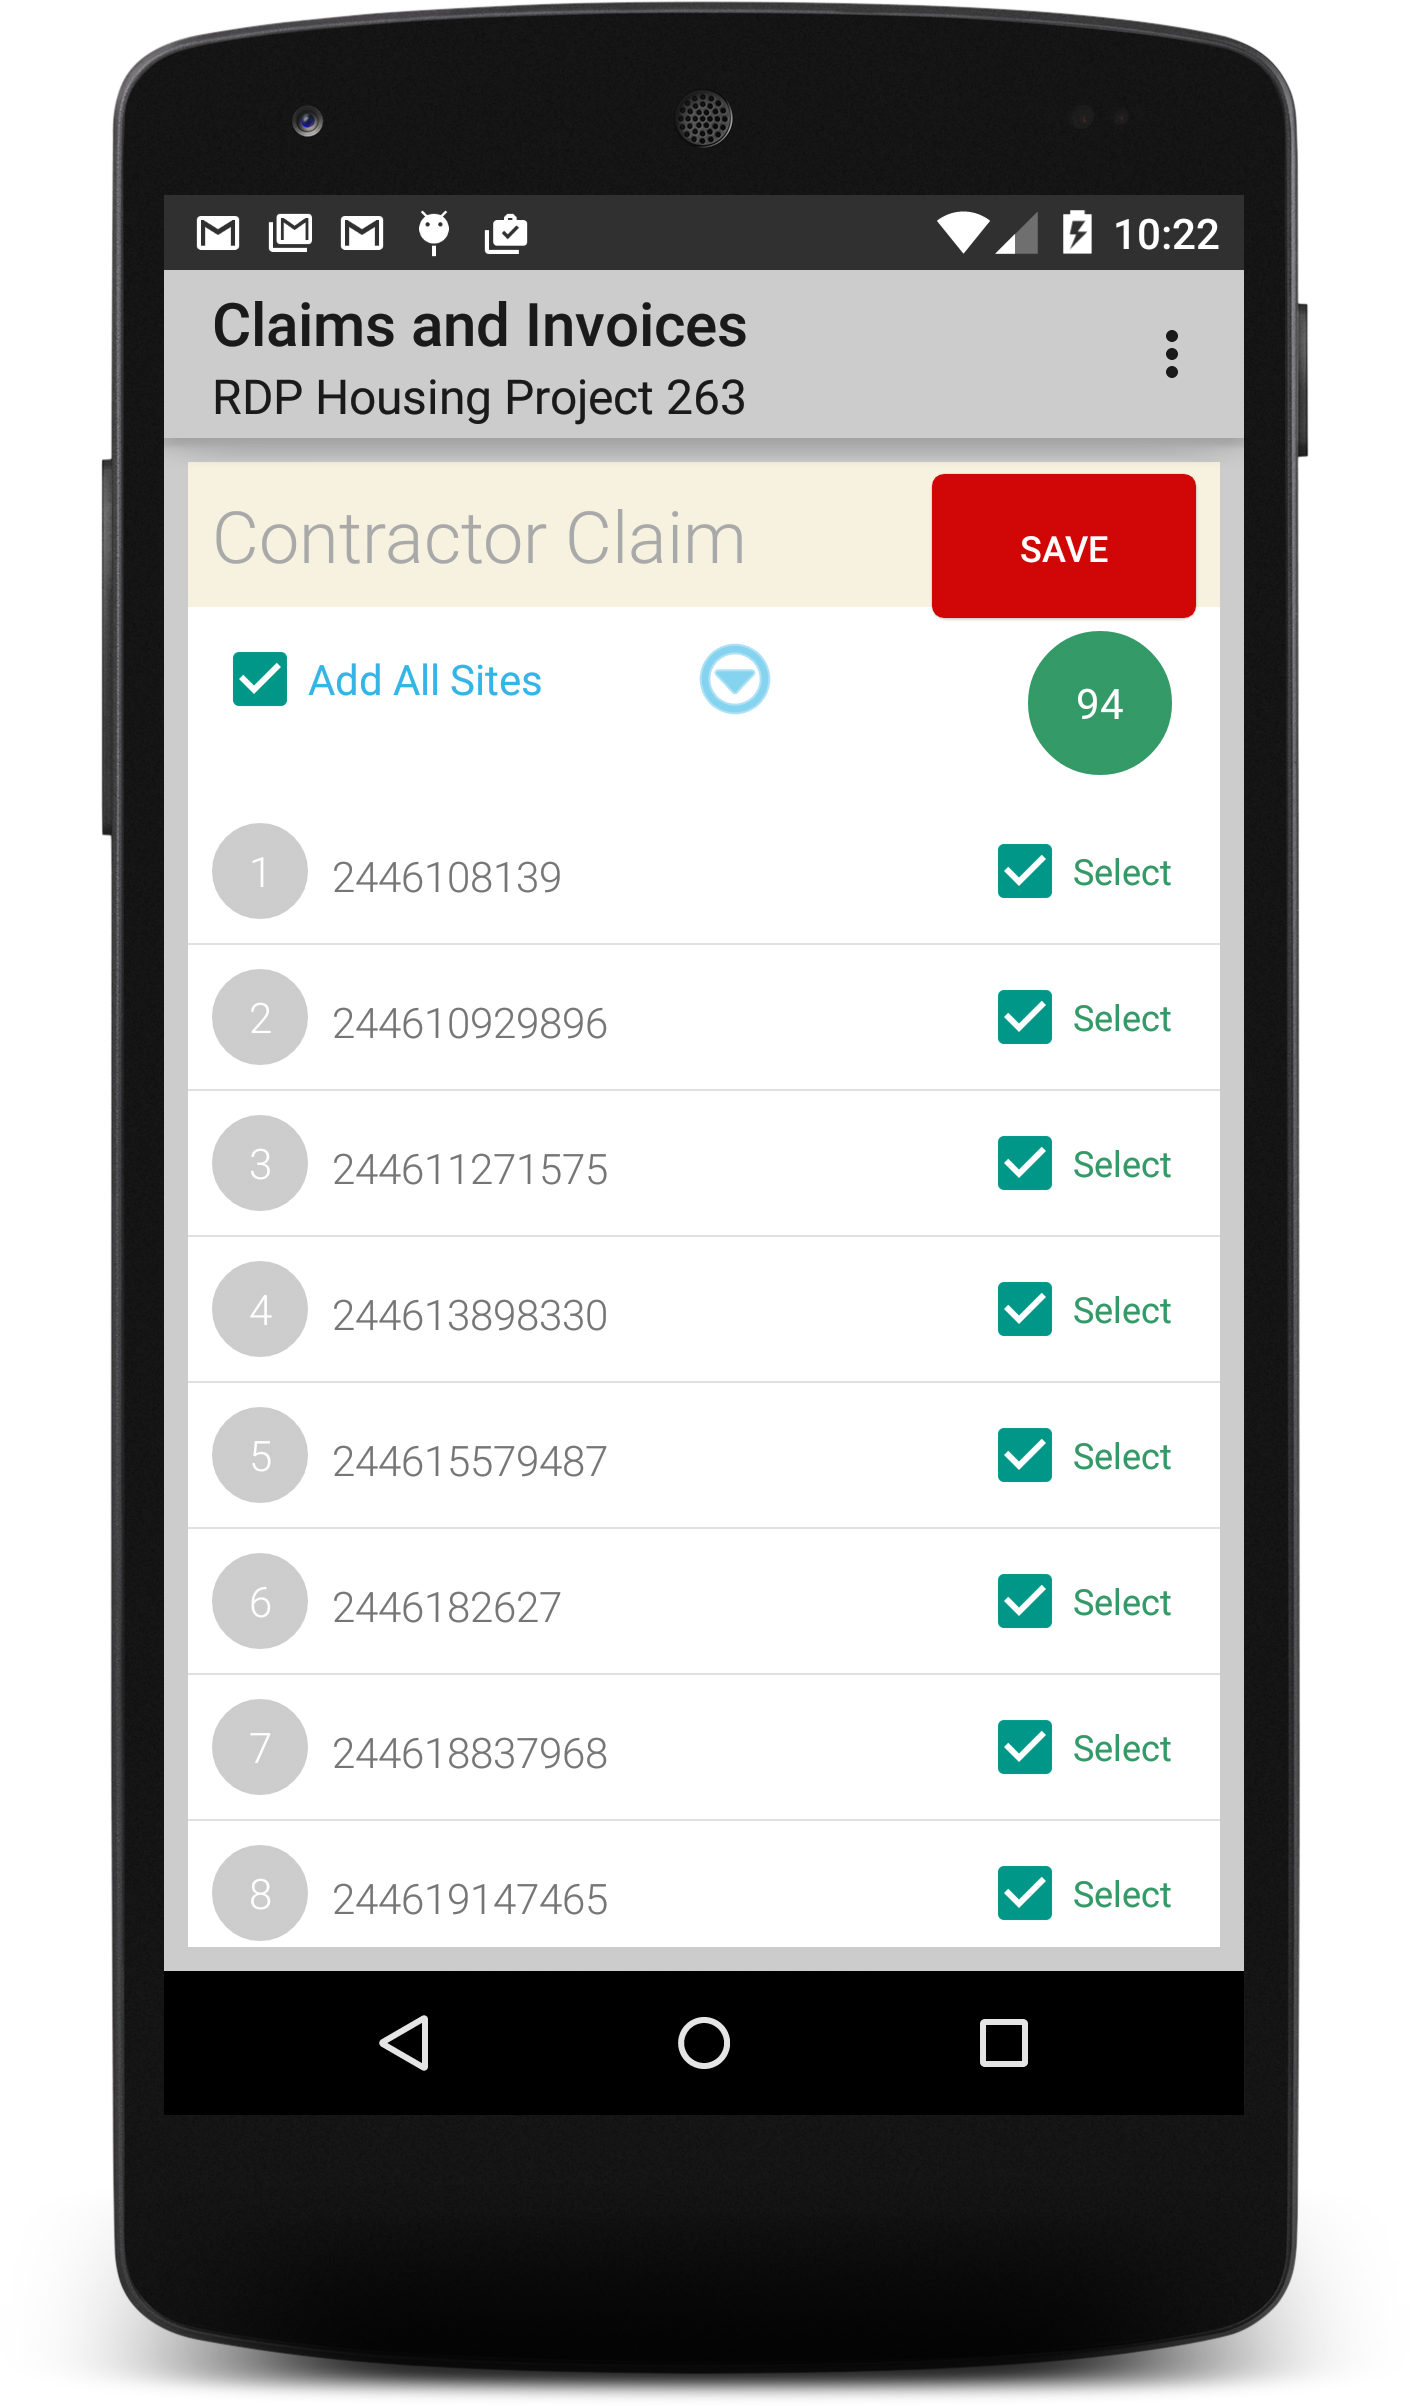 10:22
Claims and Invoices
RDP Housing Project 263
Contractor Claim
SAVE
Add All Sites
94
1 2446108139 Select
2 244610929896 Select
3 244611271575 Select
4 244613898330 Select
5 244615579487 Select
6 2446182627 Select
7 244618837968 Select
8 244619147465 Select